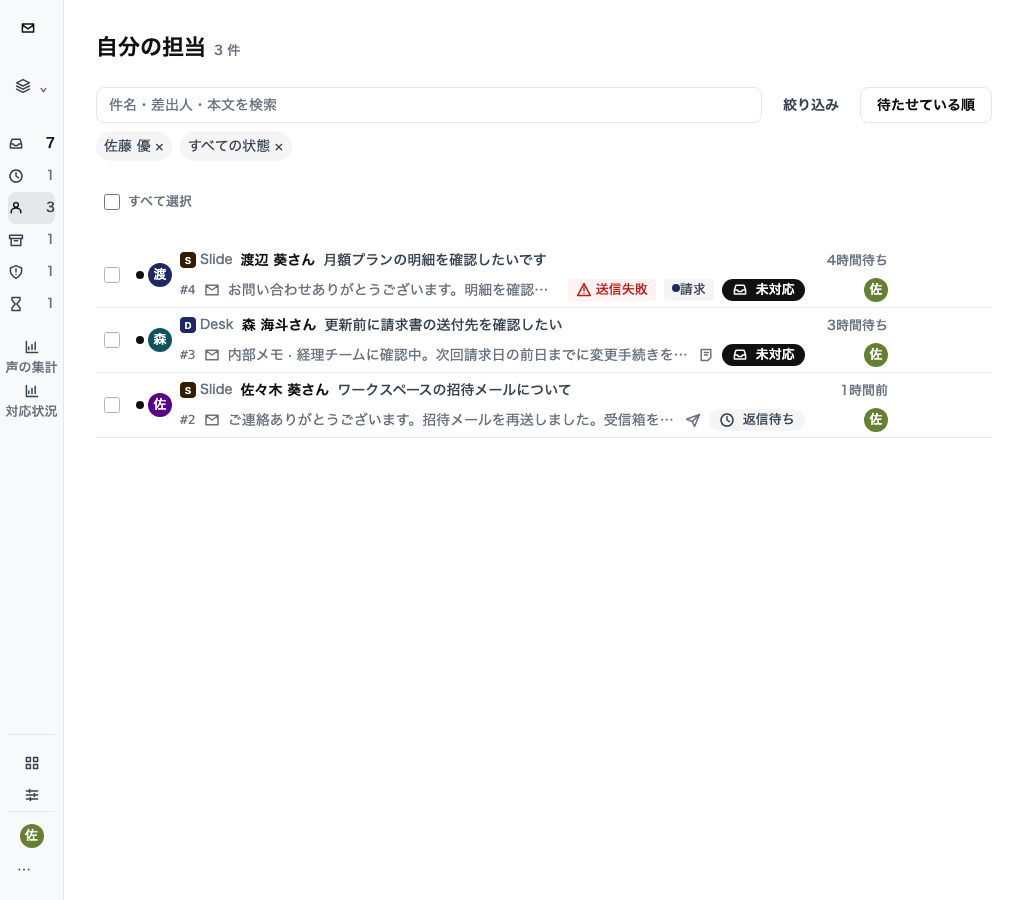 自分の担当 3 件
件名・差出人・本文を検索
絞り込み
待たせている順
佐藤 優 ×
すべての状態 ×
7
1
3
1
1
1
声の集計
対応状況
すべて選択
渡
S Slide 渡辺 葵さん 月額プランの明細を確認したいです 4時間待ち
#4 お問い合わせありがとうございます。明細を確認… 送信失敗 請求 未対応 佐
森
D Desk 森 海斗さん 更新前に請求書の送付先を確認したい 3時間待ち
#3 内部メモ · 経理チームに確認中。次回請求日の前日までに変更手続きを… 未対応 佐
佐
S Slide 佐々木 葵さん ワークスペースの招待メールについて 1時間前
#2 ご連絡ありがとうございます。招待メールを再送しました。受信箱を… 返信待ち 佐
佐
…